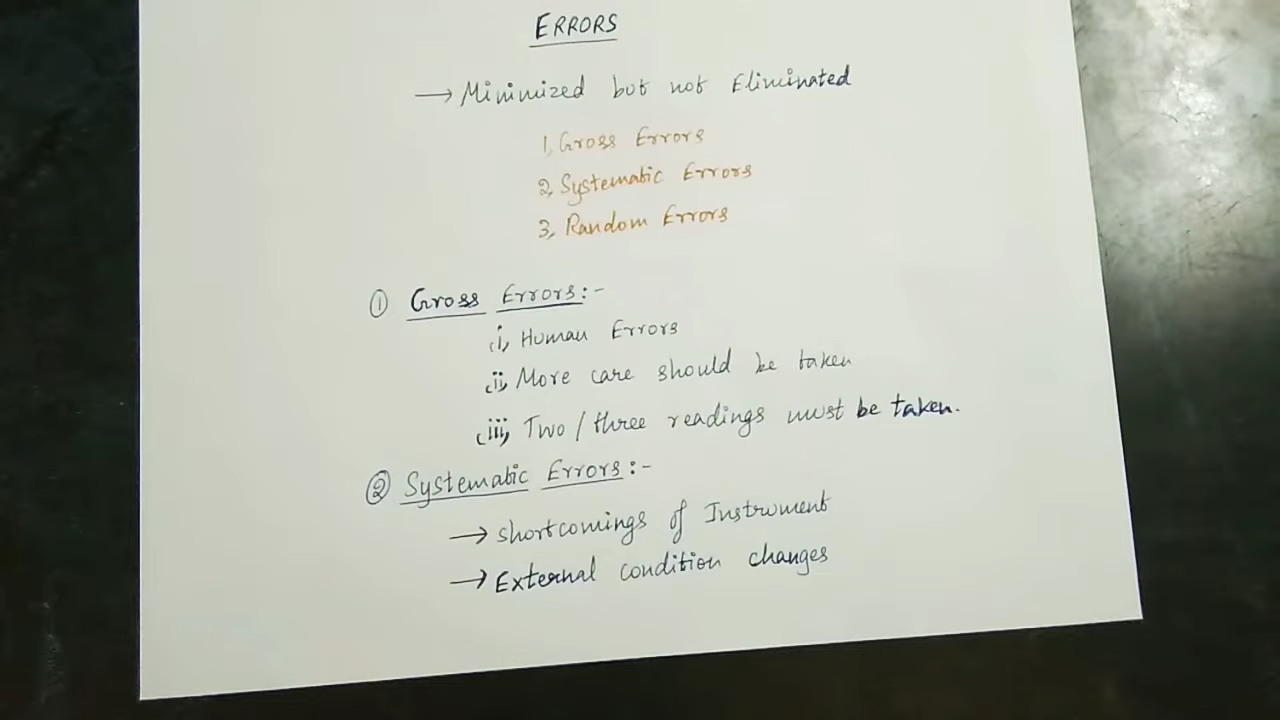 ERRORS
→ Minimized but not Eliminated
1, Gross Errors
2, Systematic Errors
3, Random Errors
① Gross Errors:-
(i) Human Errors
(ii) More care should be taken
(iii) Two/three readings must be taken.
② Systematic Errors:-
→ Shortcomings of Instrument
→ External condition changes